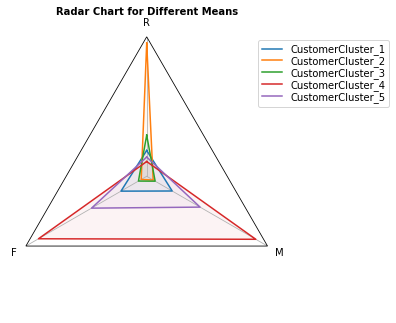 Radar Chart for Different Means
R
CustomerCluster_1
CustomerCluster_2
CustomerCluster_3
CustomerCluster_4
CustomerCluster_5
F
M